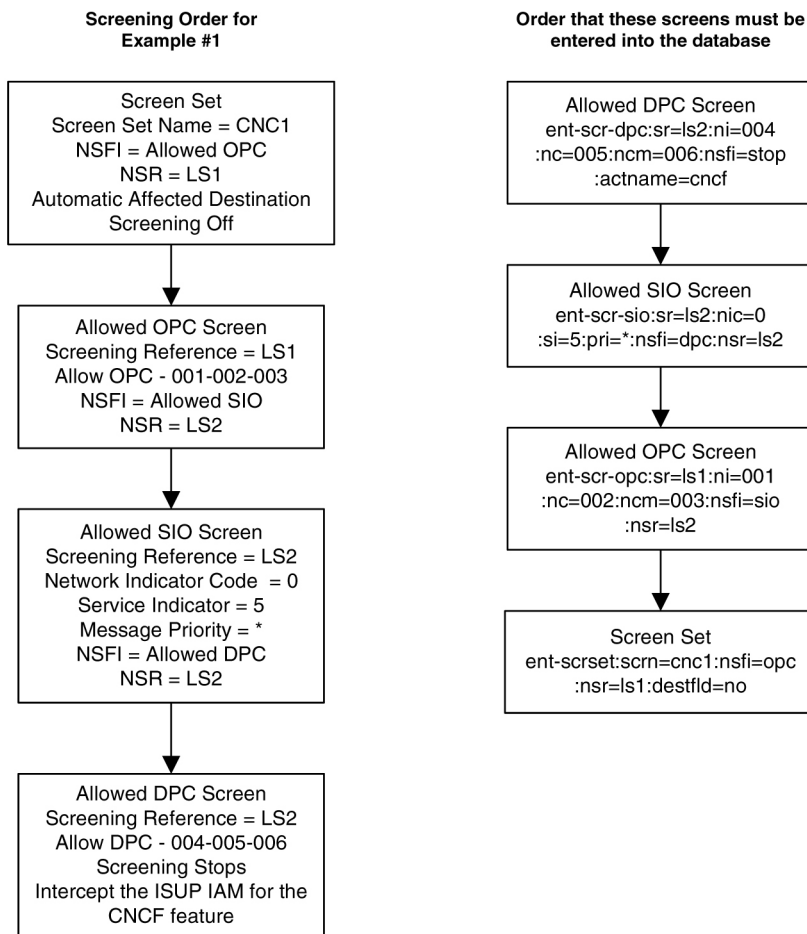 Screening Order for
Example #1
Screen Set
Screen Set Name = CNC1
NSFI = Allowed OPC
NSR = LS1
Automatic Affected Destination
Screening Off
Allowed OPC Screen
Screening Reference = LS1
Allow OPC - 001-002-003
NSFI = Allowed SIO
NSR = LS2
Allowed SIO Screen
Screening Reference = LS2
Network Indicator Code  = 0
Service Indicator = 5
Message Priority = *
NSFI = Allowed DPC
NSR = LS2
Allowed DPC Screen
Screening Reference = LS2
Allow DPC - 004-005-006
Screening Stops
Intercept the ISUP IAM for the
CNCF feature
Order that these screens must be
entered into the database
Allowed DPC Screen
ent-scr-dpc:sr=ls2:ni=004
:nc=005:ncm=006:nsfi=stop
:actname=cncf
Allowed SIO Screen
ent-scr-sio:sr=ls2:nic=0
:si=5:pri=*:nsfi=dpc:nsr=ls2
Allowed OPC Screen
ent-scr-opc:sr=ls1:ni=001
:nc=002:ncm=003:nsfi=sio
:nsr=ls2
Screen Set
ent-scrset:scrn=cnc1:nsfi=opc
:nsr=ls1:destfld=no